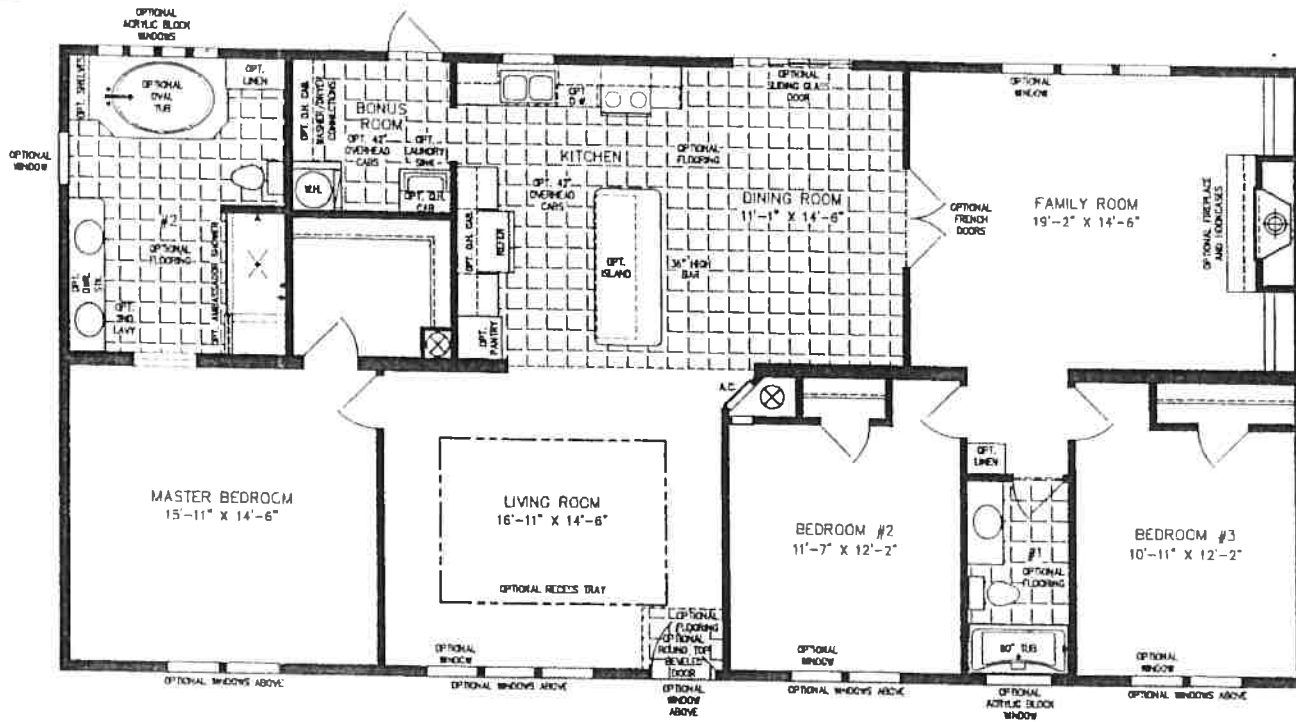 OPTIONAL
ACRYLIC BLOCK
WINDOWS
OPT. SHELVES
OPTIONAL
OVAL
TUB
OPT.
LINEN
OPTIONAL
WINDOW
#2
OPTIONAL
FLOORING
OPT.
DWR.
STK.
OPT.
2ND.
LAVY
OPT. AMBASSADOR SHOWER
OPT. O.H. CAB.
WASHER/DRYER
CONNECTIONS
BONUS
ROOM
OPT. 42"
OVERHEAD
CABS
OPT.
LAUNDRY
SINK
W.H.
OPT. O.H.
CAB
OPT
D.W.
KITCHEN
OPT. 42"
OVERHEAD
CABS
OPT. O.H. CAB.
REFER
OPT.
PANTRY
OPT.
ISLAND
36" HIGH
BAR
OPTIONAL
SLIDING GLASS
DOOR
OPTIONAL
FLOORING
DINING ROOM
11'-1" X 14'-6"
OPTIONAL
FRENCH
DOORS
OPTIONAL
WINDOW
FAMILY ROOM
19'-2" X 14'-6"
OPTIONAL FIREPLACE
AND BOOKCASES
MASTER BEDROOM
15'-11" X 14'-6"
OPTIONAL WINDOWS ABOVE
LIVING ROOM
16'-11" X 14'-6"
OPTIONAL RECESS TRAY
OPTIONAL
WINDOW
OPTIONAL WINDOWS ABOVE
OPTIONAL
FLOORING
OPTIONAL
ROUND TOP
BEVELED
DOOR
OPTIONAL
WINDOW
ABOVE
A.C.
BEDROOM #2
11'-7" X 12'-2"
OPTIONAL
WINDOW
OPTIONAL WINDOWS ABOVE
OPT.
LINEN
#1
OPTIONAL
FLOORING
60" TUB
OPTIONAL
ACRYLIC BLOCK
WINDOW
BEDROOM #3
10'-11" X 12'-2"
OPTIONAL
WINDOW
OPTIONAL WINDOWS ABOVE